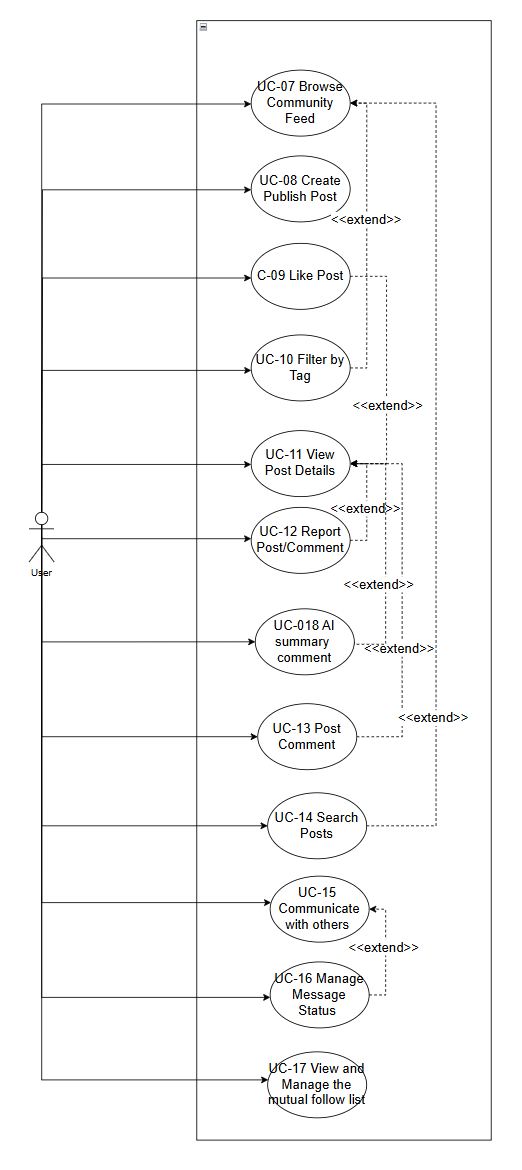 UC-07 Browse
Community
Feed
UC-08 Create
Publish Post
<<extend>>
C-09 Like Post
UC-10 Filter by
Tag
<<extend>>
UC-11 View
Post Details
<<extend>>
UC-12 Report
Post/Comment
User
<<extend>>
UC-018 AI
summary
comment
<<extend>>
<<extend>>
UC-13 Post
Comment
UC-14 Search
Posts
UC-15
Communicate
with others
<<extend>>
UC-16 Manage
Message
Status
UC-17 View and
Manage the
mutual follow list